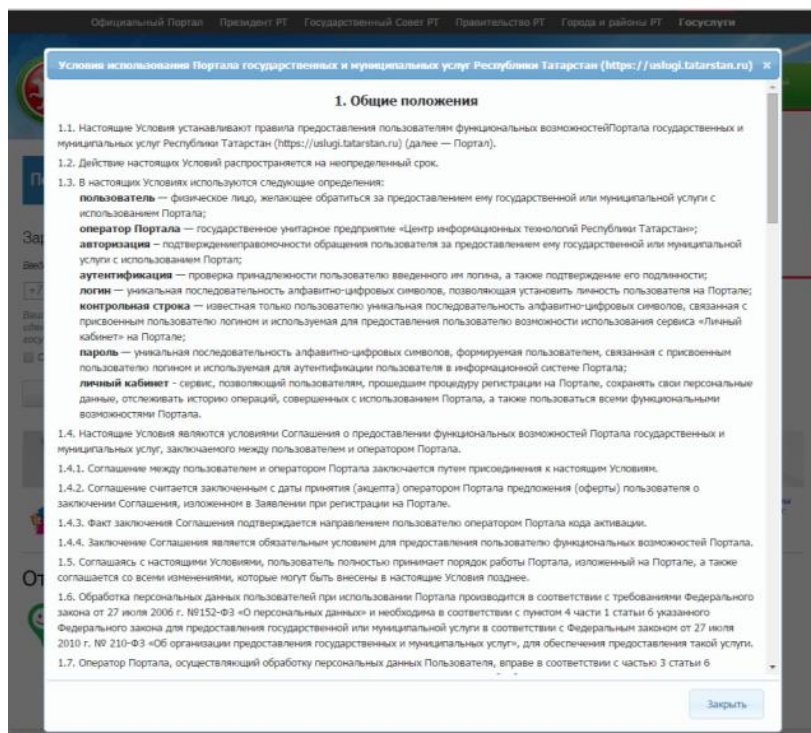 Официальный Портал Президент РТ Государственный Совет РТ Правительство РТ Города и районы РТ Госуслуги
Условия использования Портала государственных и муниципальных услуг Республики Татарстан (https://uslugi.tatarstan.ru) ×
1. Общие положения
1.1. Настоящие Условия устанавливают правила предоставления пользователям функциональных возможностейПортала государственных и
муниципальных услуг Республики Татарстан (https://uslugi.tatarstan.ru) (далее — Портал).
1.2. Действие настоящих Условий распространяется на неопределенный срок.
1.3. В настоящих Условиях используются следующие определения:
пользователь — физическое лицо, желающее обратиться за предоставлением ему государственной или муниципальной услуги с
использованием Портала;
оператор Портала — государственное унитарное предприятие «Центр информационных технологий Республики Татарстан»;
авторизация – подтверждениеправомочности обращения пользователя за предоставлением ему государственной или муниципальной
услуги с использованием Портал;
аутентификация — проверка принадлежности пользователю введенного им логина, а также подтверждение его подлинности;
логин — уникальная последовательность алфавитно-цифровых символов, позволяющая установить личность пользователя на Портале;
контрольная строка — известная только пользователю уникальная последовательность алфавитно-цифровых символов, связанная с
присвоенным пользователю логином и используемая для предоставления пользователю возможности использования сервиса «Личный
кабинет» на Портале;
пароль — уникальная последовательность алфавитно-цифровых символов, формируемая пользователем, связанная с присвоенным
пользователю логином и используемая для аутентификации пользователя в информационной системе Портала;
личный кабинет - сервис, позволяющий пользователям, прошедшим процедуру регистрации на Портале, сохранять свои персональные
данные, отслеживать историю операций, совершенных с использованием Портала, а также пользоваться всеми функциональными
возможностями Портала.
1.4. Настоящие Условия являются условиями Соглашения о предоставлении функциональных возможностей Портала государственных и
муниципальных услуг, заключаемого между пользователем и оператором Портала.
1.4.1. Соглашение между пользователем и оператором Портала заключается путем присоединения к настоящим Условиям.
1.4.2. Соглашение считается заключенным с даты принятия (акцепта) оператором Портала предложения (оферты) пользователя о
заключении Соглашения, изложенном в Заявлении при регистрации на Портале.
1.4.3. Факт заключения Соглашения подтверждается направлением пользователю оператором Портала кода активации.
1.4.4. Заключение Соглашения является обязательным условием для предоставления пользователю функциональных возможностей Портала.
1.5. Соглашаясь с настоящими Условиями, пользователь полностью принимает порядок работы Портала, изложенный на Портале, а также
соглашается со всеми изменениями, которые могут быть внесены в настоящие Условия позднее.
1.6. Обработка персональных данных пользователей при использовании Портала производится в соответствии с требованиями Федерального
закона от 27 июля 2006 г. №152-ФЗ «О персональных данных» и необходима в соответствии с пунктом 4 части 1 статьи 6 указанного
Федерального закона для предоставления государственной или муниципальной услуги в соответствии с Федеральным законом от 27 июля
2010 г. № 210-ФЗ «Об организации предоставления государственных и муниципальных услуг», для обеспечения предоставления такой услуги.
1.7. Оператор Портала, осуществляющий обработку персональных данных Пользователя, вправе в соответствии с частью 3 статьи 6
Закрыть